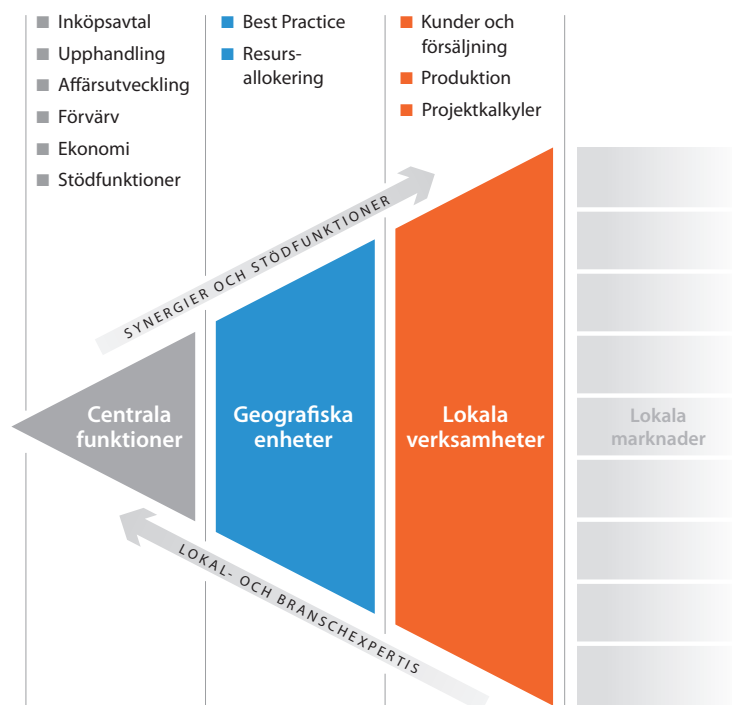 Inköpsavtal
Upphandling
Affärsutveckling
Förvärv
Ekonomi
Stödfunktioner
Best Practice
Resurs-
allokering
Kunder och
försäljning
Produktion
Projektkalkyler
SYNERGIER OCH STÖDFUNKTIONER
Centrala
funktioner
Geografiska
enheter
Lokala
verksamheter
Lokala
marknader
LOKAL- OCH BRANSCHEXPERTIS